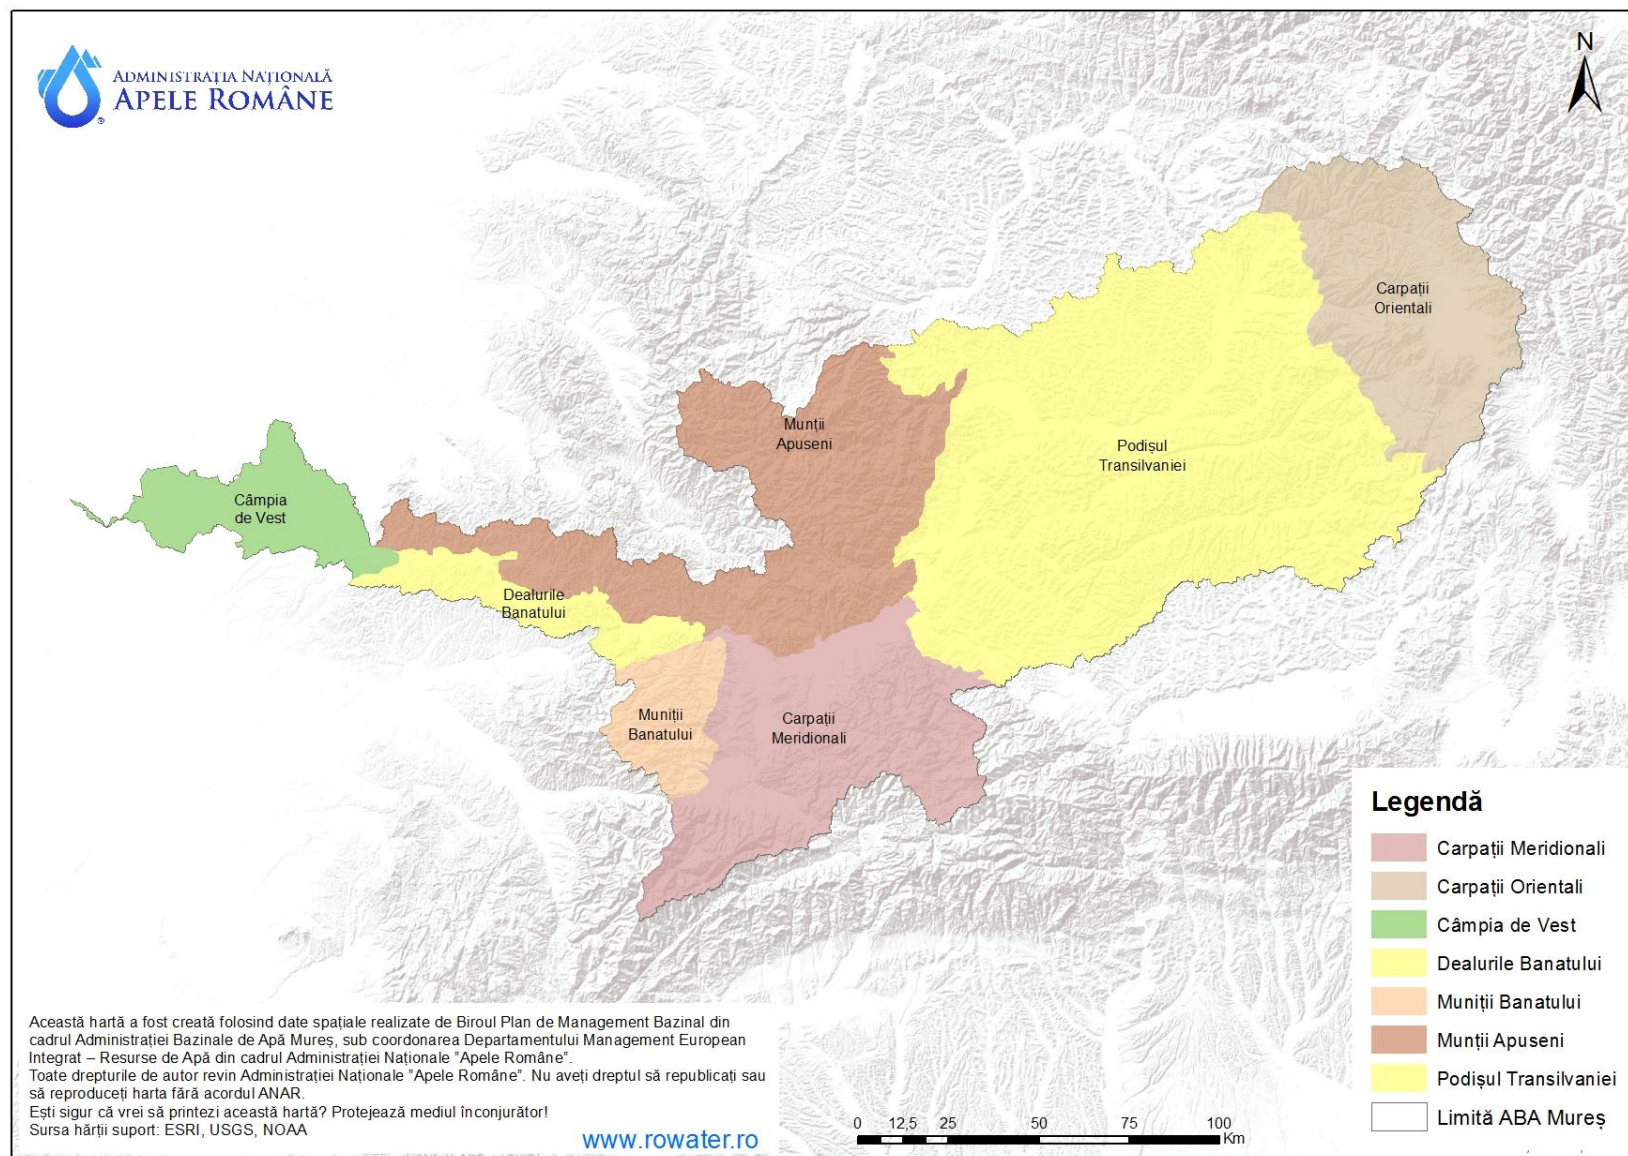 ADMINISTRAȚIA NAȚIONALĂ
APELE ROMÂNE
®
N
Carpații
Orientali
Munții
Apuseni
Podișul
Transilvaniei
Câmpia
de Vest
Dealurile
Banatului
Muniții
Banatului
Carpații
Meridionali
Legendă
Carpații Meridionali
Carpații Orientali
Câmpia de Vest
Dealurile Banatului
Muniții Banatului
Munții Apuseni
Podișul Transilvaniei
Limită ABA Mureș
Această hartă a fost creată folosind date spațiale realizate de Biroul Plan de Management Bazinal din
cadrul Administrației Bazinale de Apă Mureș, sub coordonarea Departamentului Management European
Integrat – Resurse de Apă din cadrul Administrației Naționale "Apele Române".
Toate drepturile de autor revin Administrației Naționale "Apele Române". Nu aveți dreptul să republicați sau
să reproduceți harta fără acordul ANAR.
Ești sigur că vrei să printezi această hartă? Protejează mediul înconjurător!
Sursa hărții suport: ESRI, USGS, NOAA
www.rowater.ro
0 12,5 25 50 75 100
Km